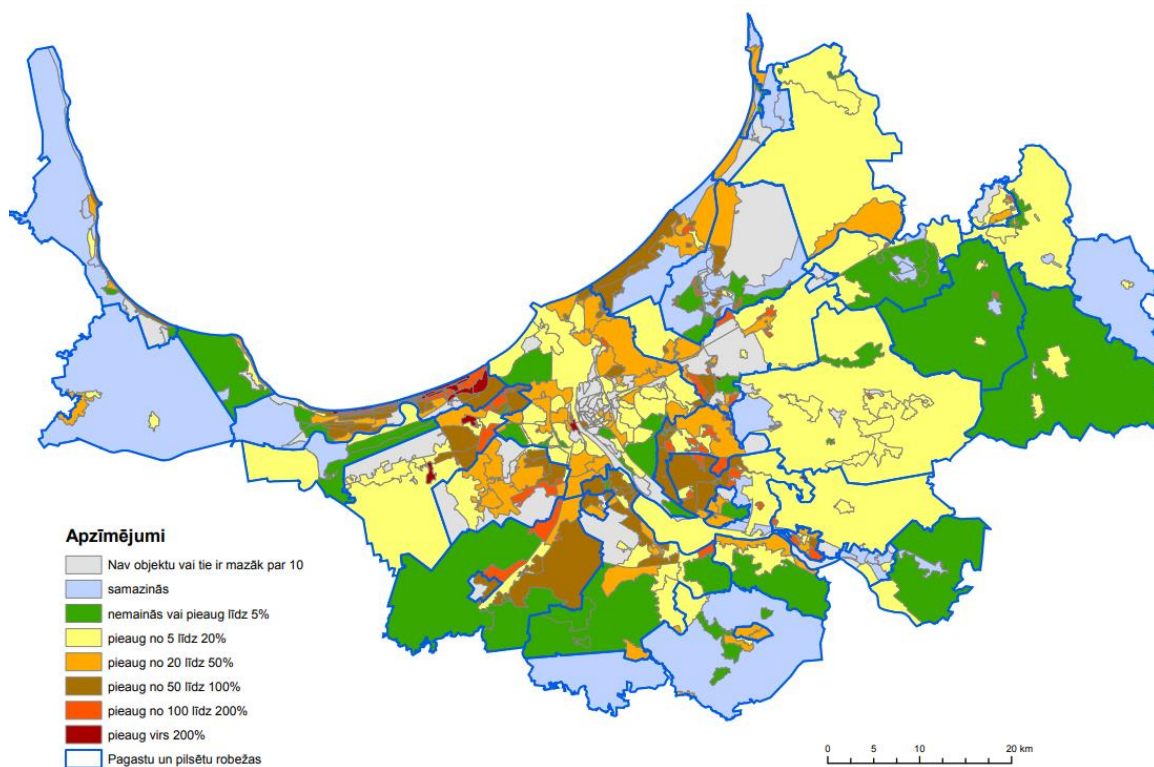 Apzīmējumi
Nav objektu vai tie ir mazāk par 10
samazinās
nemainās vai pieaug līdz 5%
pieaug no 5 līdz 20%
pieaug no 20 līdz 50%
pieaug no 50 līdz 100%
pieaug no 100 līdz 200%
pieaug virs 200%
Pagastu un pilsētu robežas
0 5 10 20 km